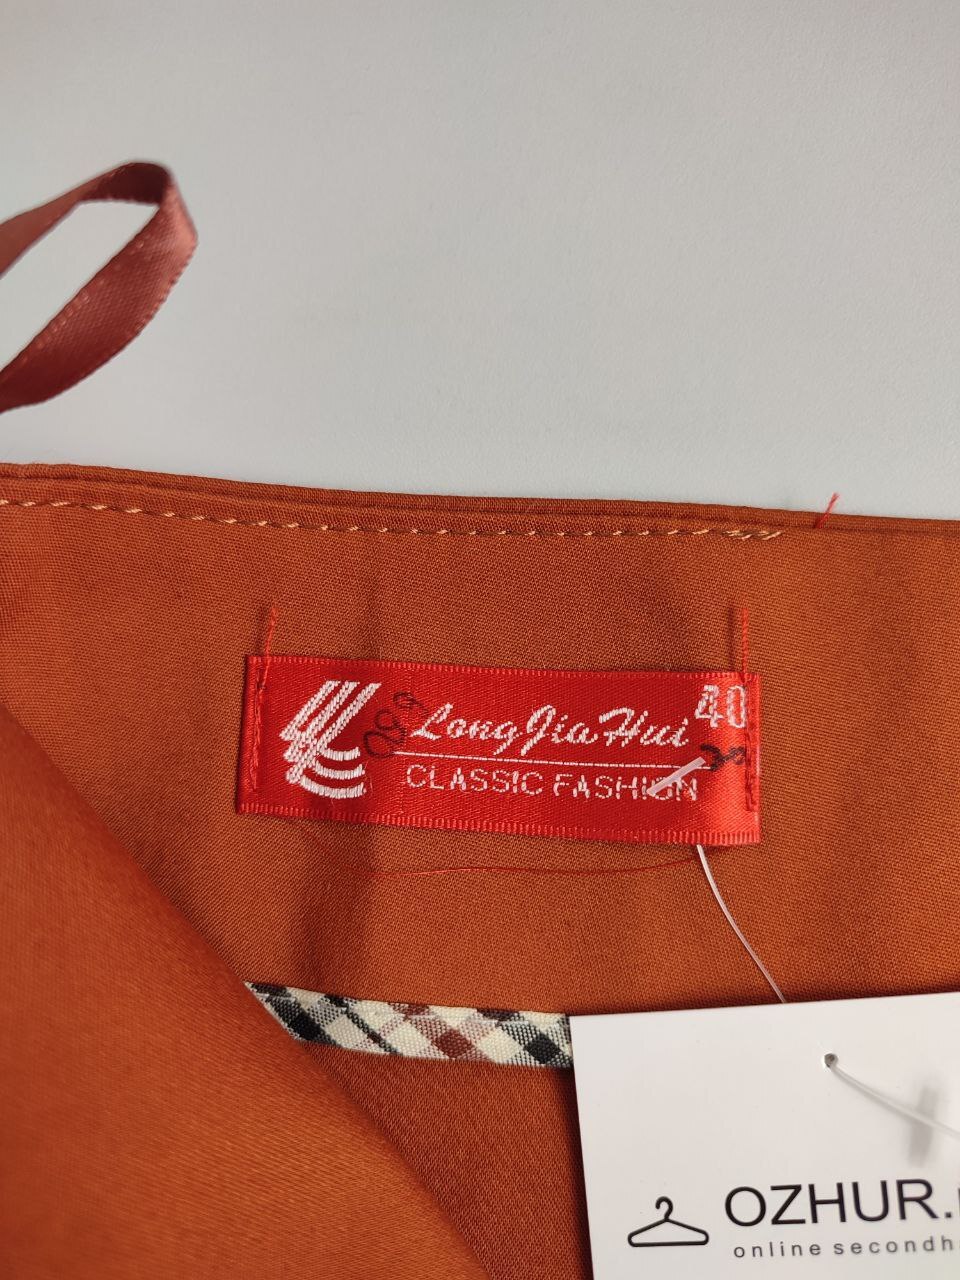 40
Long Jia Hui
CLASSIC FASHION
OZHUR.
online secondh